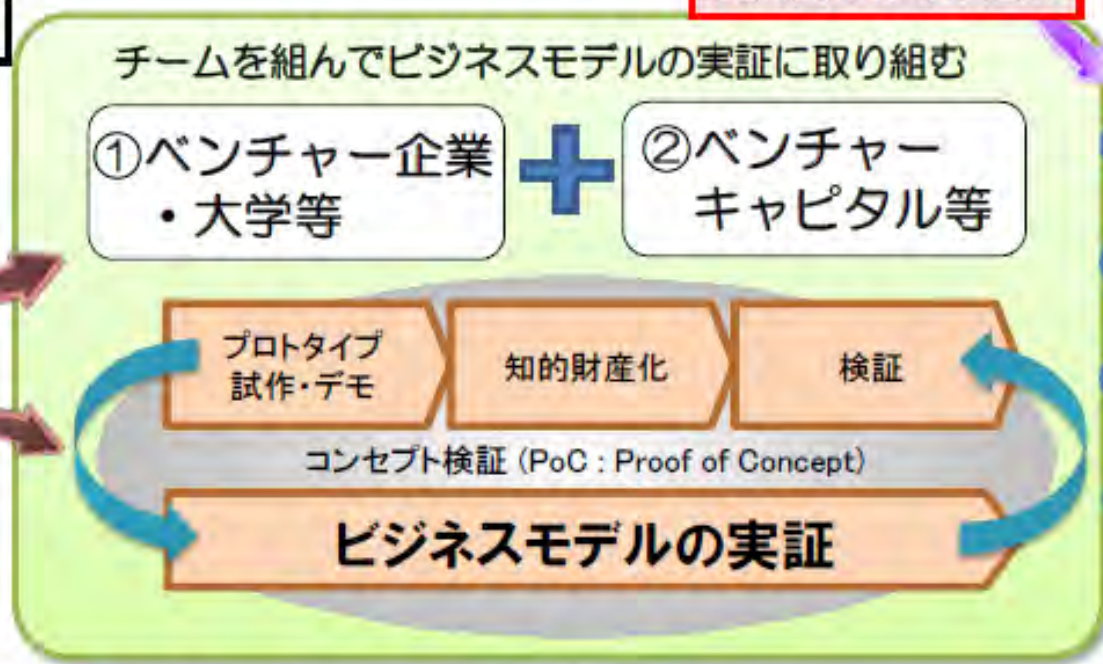 チームを組んでビジネスモデルの実証に取り組む
①ベンチャー企業
・大学等
②ベンチャー
キャピタル等
プロトタイプ
試作・デモ
知的財産化
検証
コンセプト検証 (PoC : Proof of Concept)
ビジネスモデルの実証